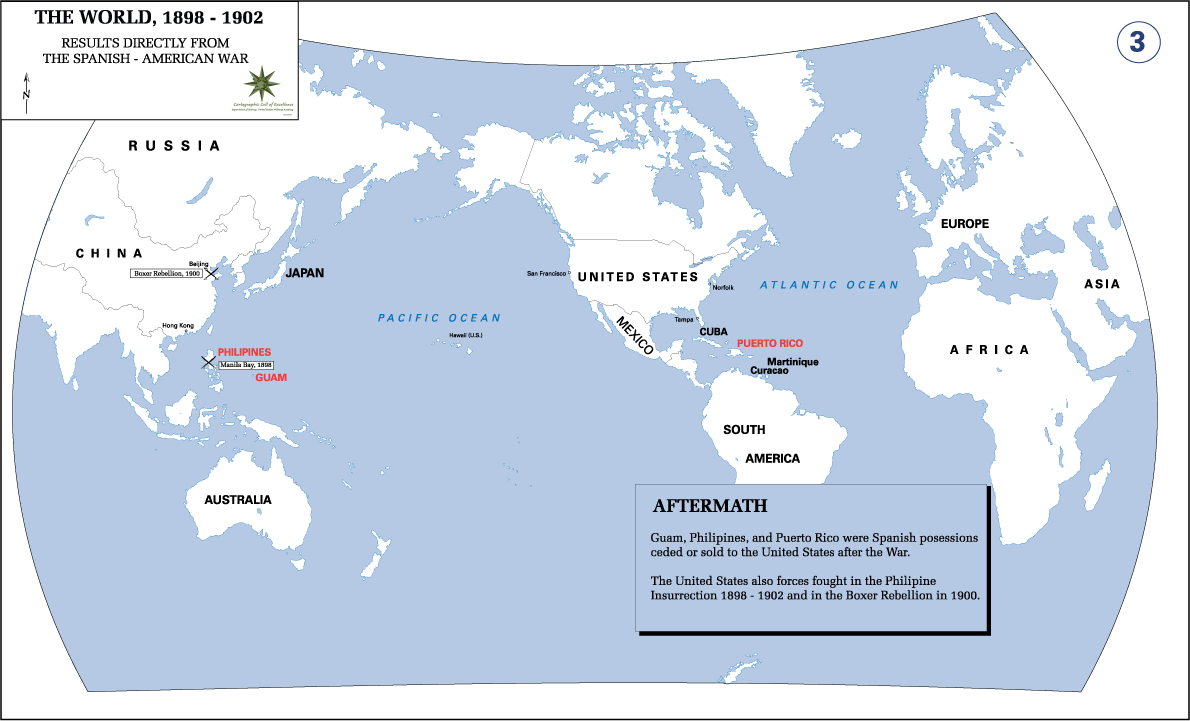 THE WORLD, 1898 - 1902
RESULTS DIRECTLY FROM
THE SPANISH - AMERICAN WAR
N
Cartographic Cell of Excellence
3
RUSSIA
CHINA
Beijing
Boxer Rebellion, 1900
JAPAN
Hong Kong
PHILIPINES
Manila Bay, 1898
GUAM
AUSTRALIA
PACIFIC OCEAN
Hawaii (U.S.)
San Francisco
UNITED STATES
Norfolk
Tampa
MEXICO
CUBA
PUERTO RICO
Martinique
Curacao
ATLANTIC OCEAN
SOUTH
AMERICA
EUROPE
ASIA
AFRICA
AFTERMATH
Guam, Philipines, and Puerto Rico were Spanish posessions
ceded or sold to the United States after the War.
The United States also forces fought in the Philipine
Insurrection 1898 - 1902 and in the Boxer Rebellion in 1900.